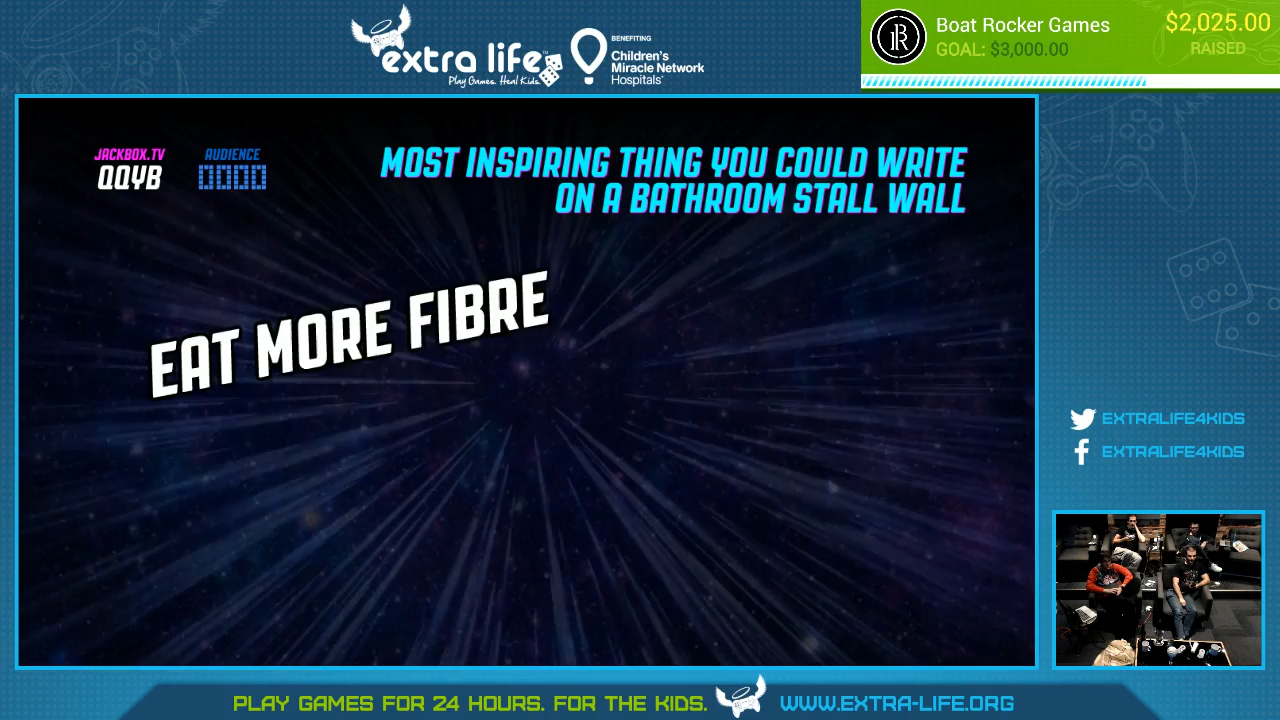 extra life
Play Games. Heal Kids.
BENEFITING
Children's
Miracle Network
Hospitals
Boat Rocker Games
GOAL: $3,000.00
$2,025.00
RAISED
JACKBOX.TV
QQYB
AUDIENCE
0000
MOST INSPIRING THING YOU COULD WRITE
ON A BATHROOM STALL WALL
EAT MORE FIBRE
EXTRALIFE4KIDS
EXTRALIFE4KIDS
PLAY GAMES FOR 24 HOURS. FOR THE KIDS.
WWW.EXTRA-LIFE.ORG